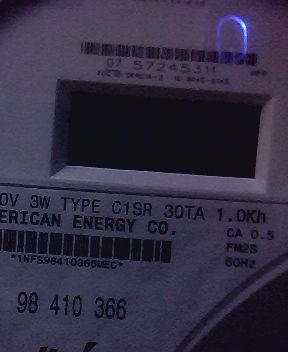 07 57245311
0V 3W TYPE C1SR 30TA 1.0Kh
ERICAN ENERGY CO. CA 0.5
FM2S
*1NFS98410366MEC* 60Hz
98 410 366